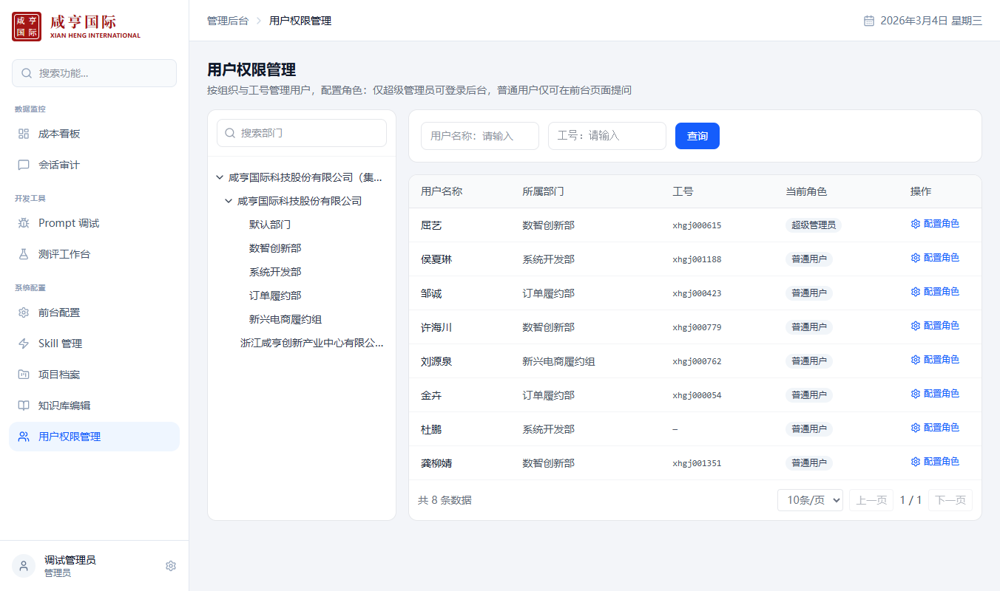 咸亨
国际
咸亨国际
XIAN HENG INTERNATIONAL
搜索功能...
数据监控
成本看板
会话审计
开发工具
Prompt 调试
测评工作台
系统配置
前台配置
Skill 管理
项目档案
知识库编辑
用户权限管理
调试管理员
管理员
管理后台 用户权限管理
2026年3月4日 星期三
用户权限管理
按组织与工号管理用户，配置角色：仅超级管理员可登录后台，普通用户仅可在前台页面提问
搜索部门
咸亨国际科技股份有限公司（集...
咸亨国际科技股份有限公司
默认部门
数智创新部
系统开发部
订单履约部
新兴电商履约组
浙江咸亨创新产业中心有限公...
用户名称：请输入 工号：请输入 查询
用户名称 所属部门 工号 当前角色 操作
屈艺 数智创新部 xhgj000615 超级管理员 配置角色
侯夏琳 系统开发部 xhgj001188 普通用户 配置角色
邹诚 订单履约部 xhgj000423 普通用户 配置角色
许海川 数智创新部 xhgj000779 普通用户 配置角色
刘源泉 新兴电商履约组 xhgj000762 普通用户 配置角色
金卉 订单履约部 xhgj000054 普通用户 配置角色
杜鹏 系统开发部 – 普通用户 配置角色
龚柳婧 数智创新部 xhgj001351 普通用户 配置角色
共 8 条数据 10条/页 上一页 1 / 1 下一页